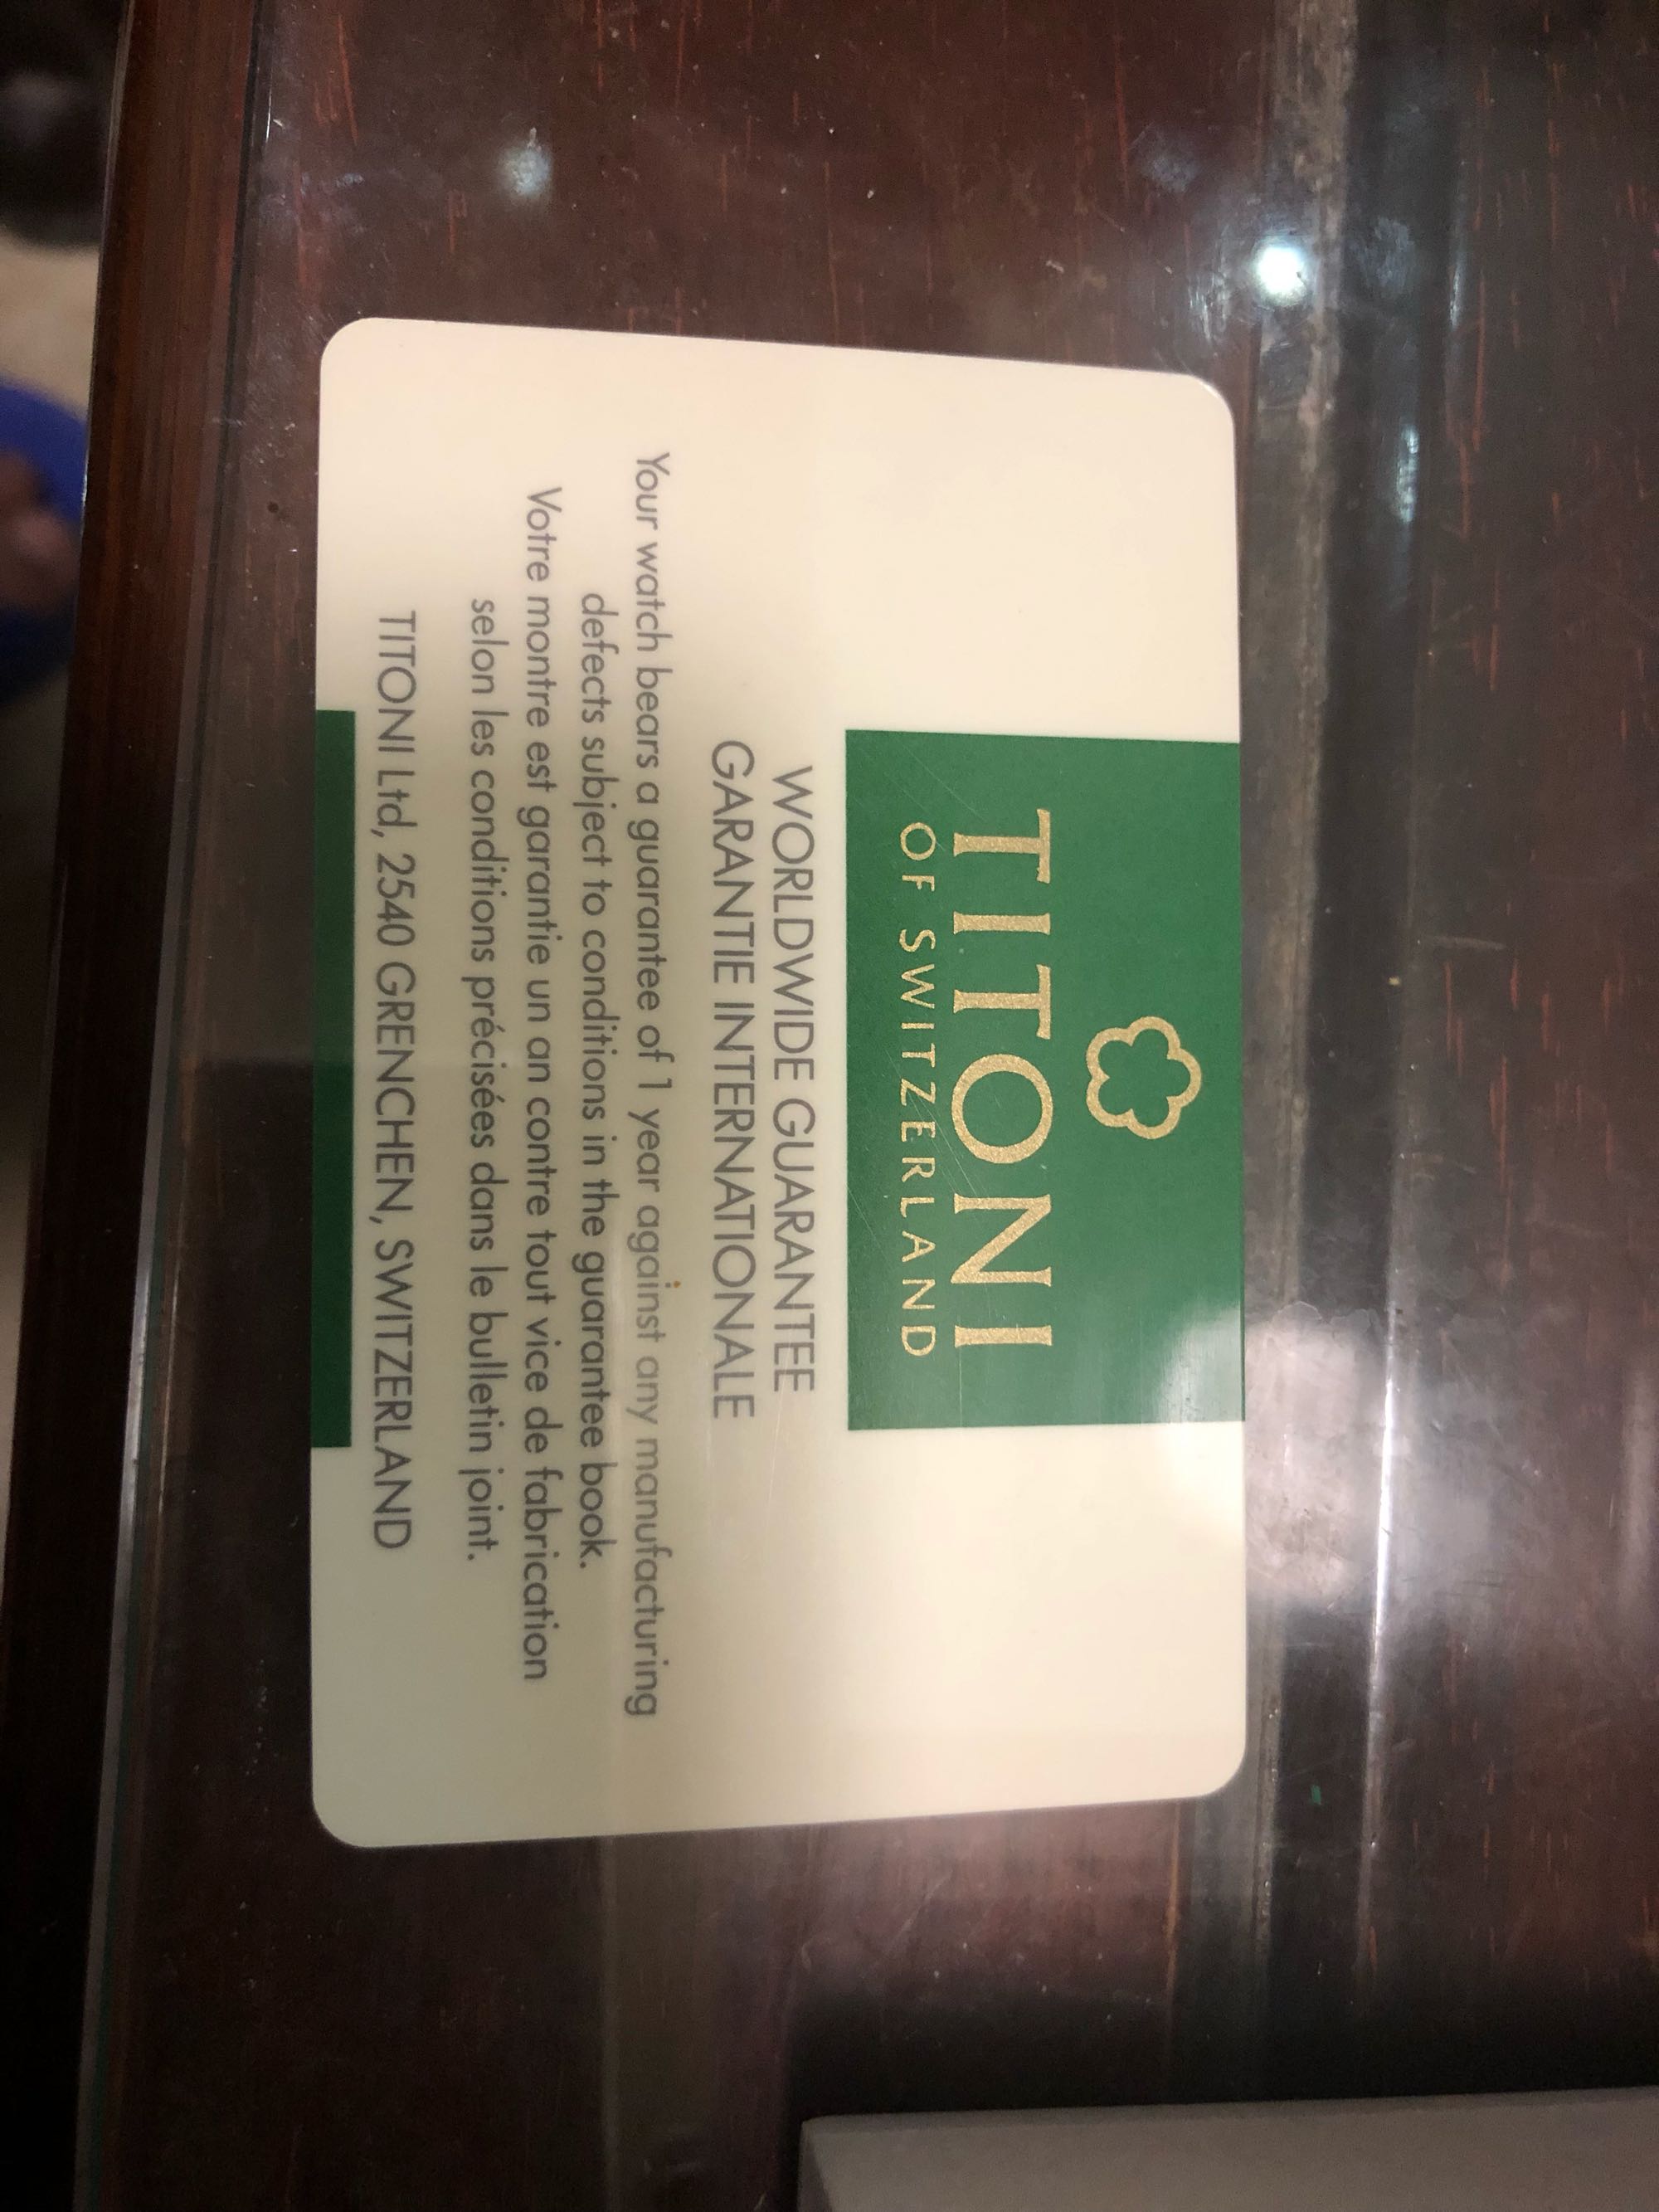 TITONI
OF SWITZERLAND
WORLDWIDE GUARANTEE
GARANTIE INTERNATIONALE
Your watch bears a guarantee of 1 year against any manufacturing
defects subject to conditions in the guarantee book.
Votre montre est garantie un an contre tout vice de fabrication
selon les conditions précisées dans le bulletin joint.
TITONI Ltd, 2540 GRENCHEN, SWITZERLAND